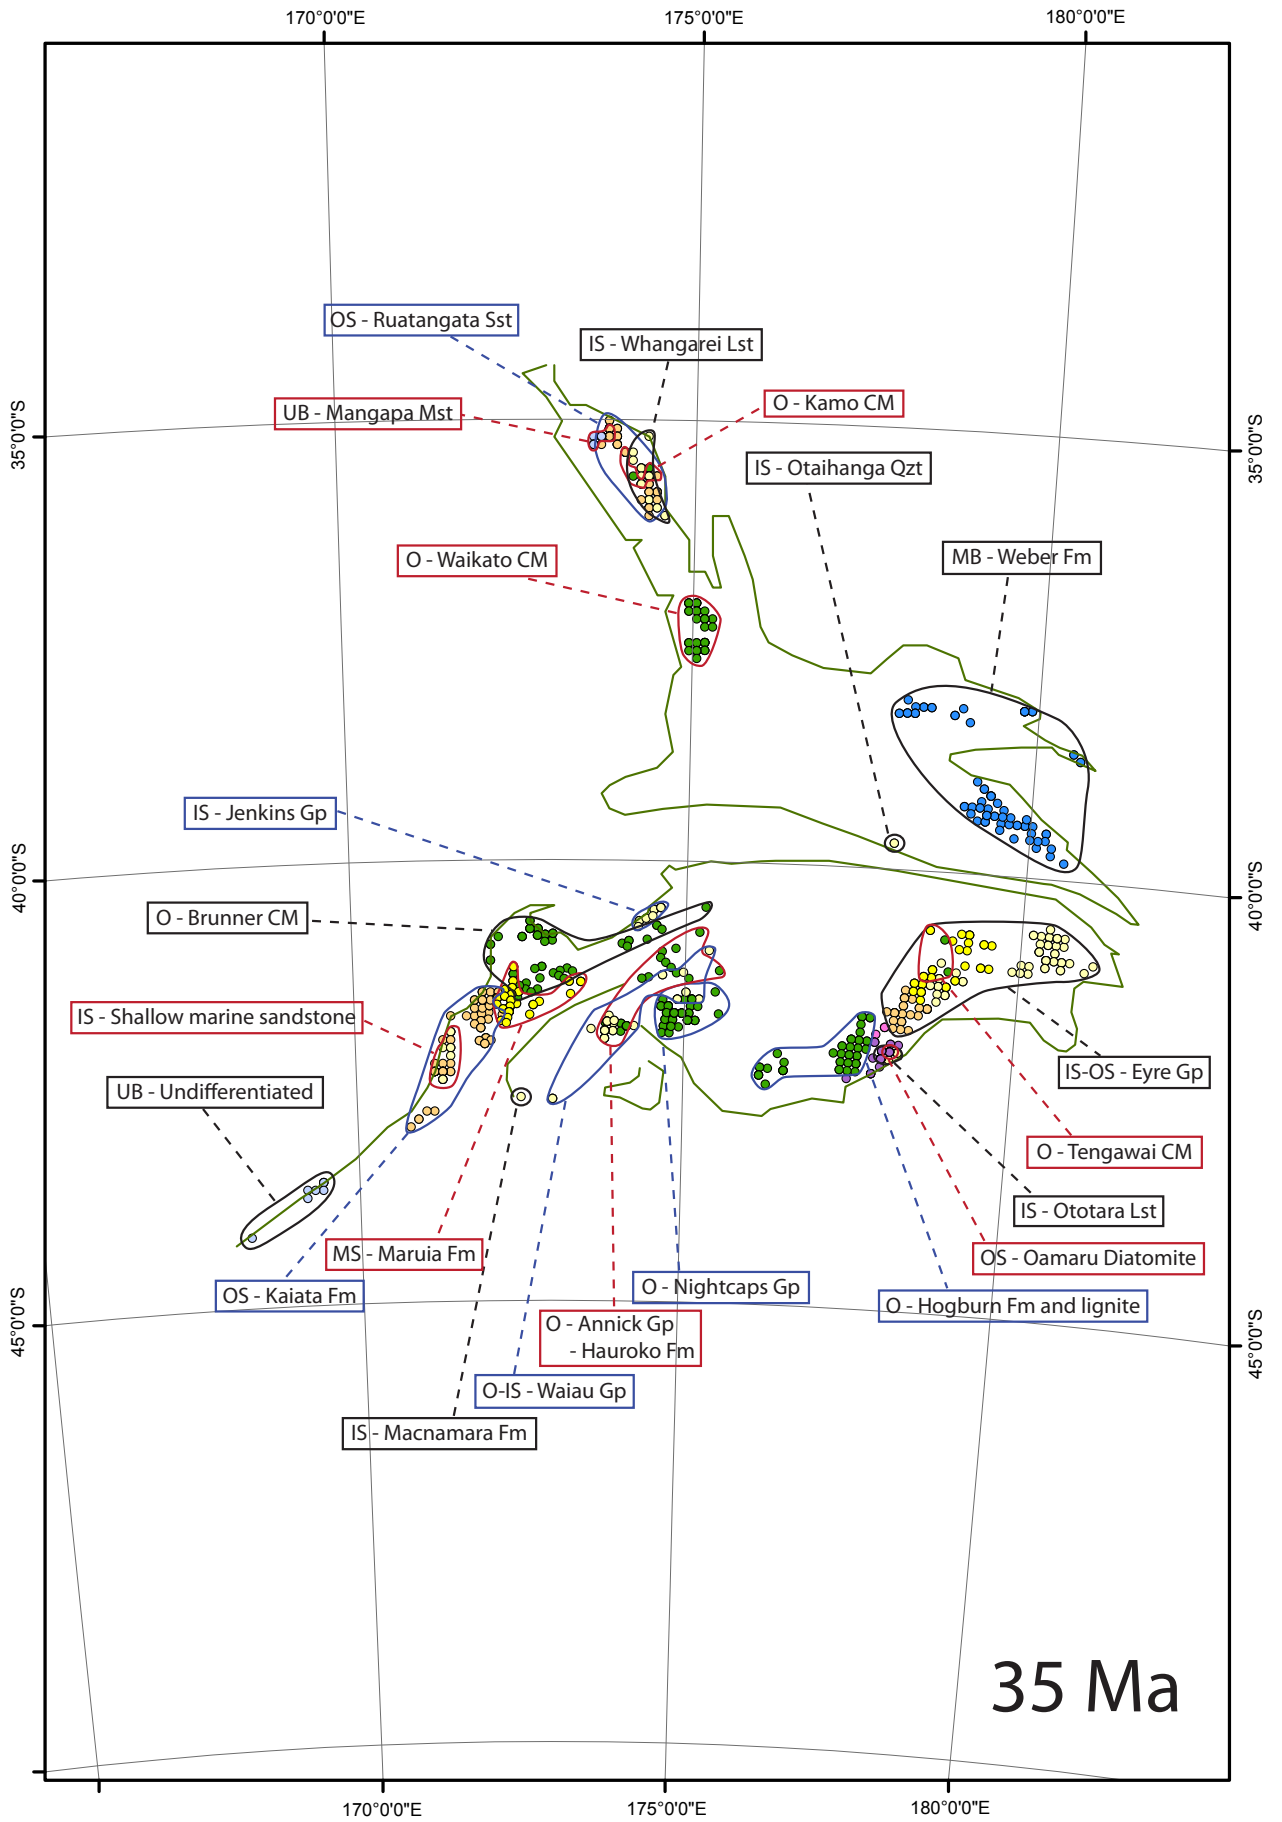 170°0'0"E
175°0'0"E
180°0'0"E
OS - Ruatangata Sst
IS - Whangarei Lst
UB - Mangapa Mst
O - Kamo CM
35°0'0"S
35°0'0"S
IS - Otaihanga Qzt
O - Waikato CM
MB - Weber Fm
IS - Jenkins Gp
40°0'0"S
40°0'0"S
O - Brunner CM
IS - Shallow marine sandstone
UB - Undifferentiated
IS-OS - Eyre Gp
O - Tengawai CM
IS - Ototara Lst
MS - Maruia Fm
OS - Oamaru Diatomite
OS - Kaiata Fm
O - Nightcaps Gp
O - Hogburn Fm and lignite
45°0'0"S
45°0'0"S
O - Annick Gp
- Hauroko Fm
O-IS - Waiau Gp
IS - Macnamara Fm
35 Ma
170°0'0"E
175°0'0"E
180°0'0"E